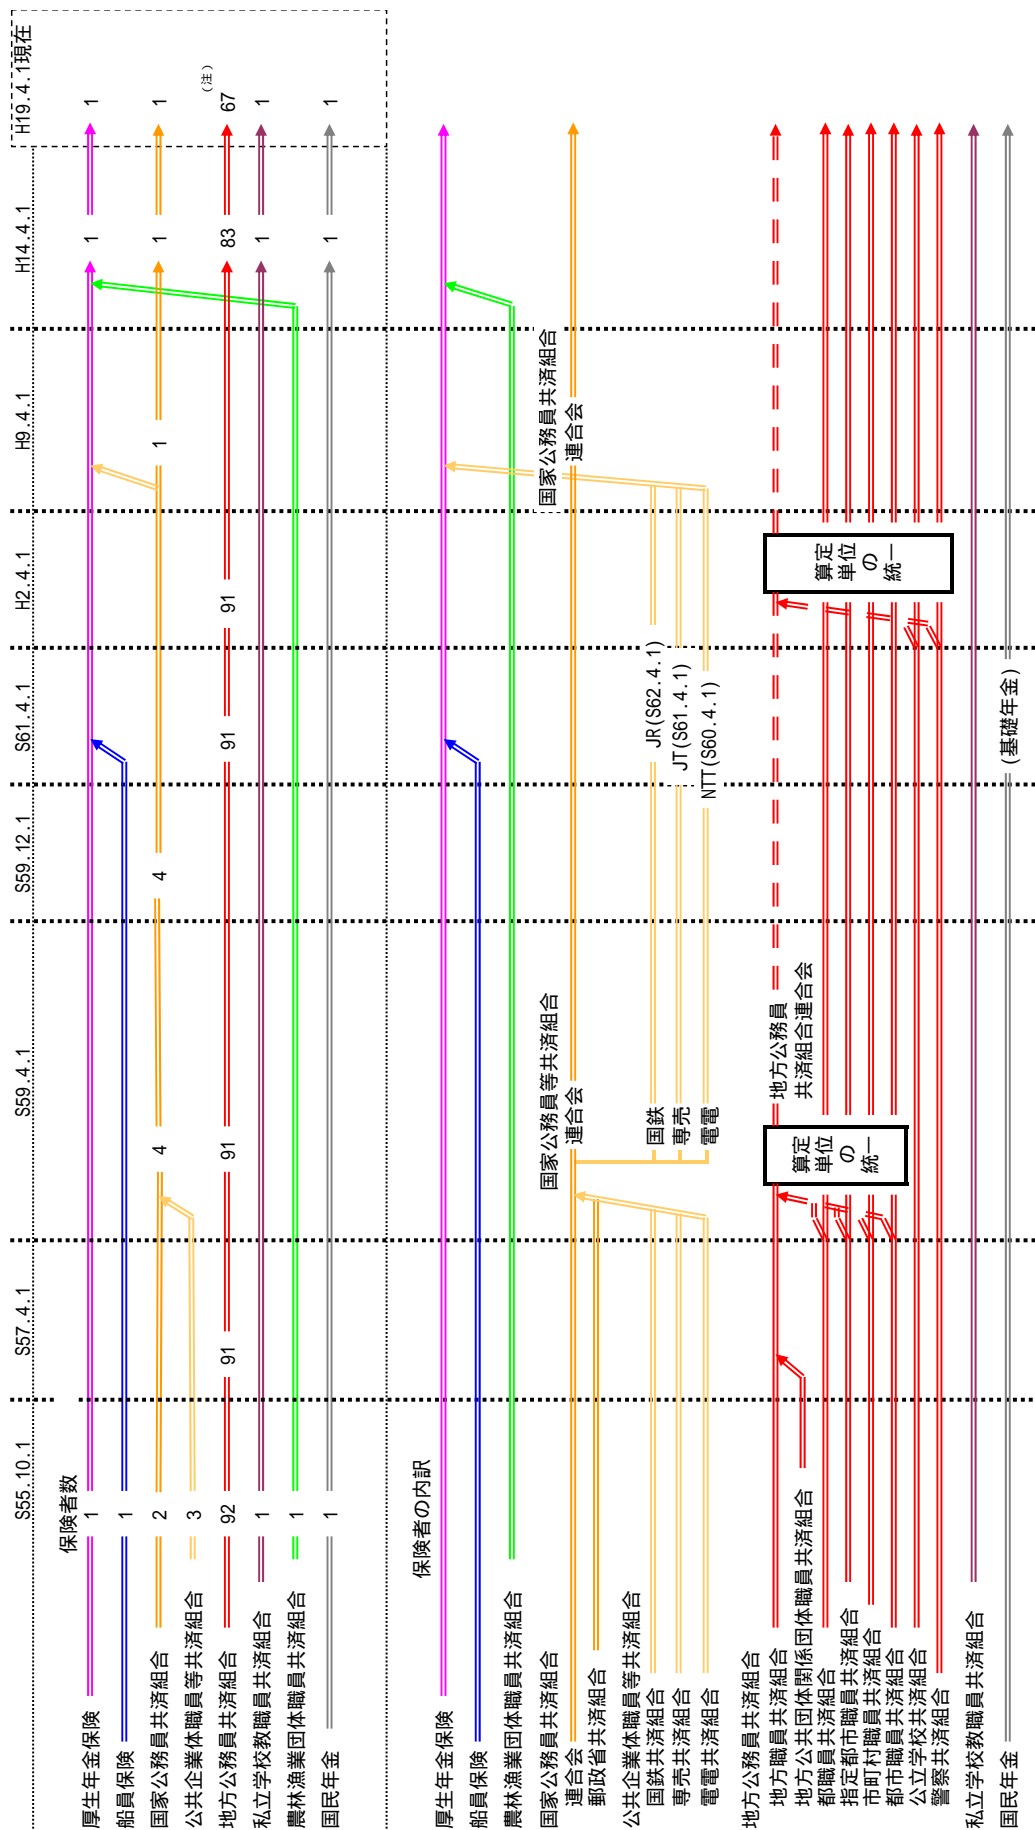 S55.10.1
S57.4.1
S59.4.1
S59.12.1
S61.4.1
H2.4.1
H9.4.1
H14.4.1
H19.4.1現在
保険者数
厚生年金保険
1
1
1
船員保険
1
国家公務員共済組合
2
4
4
1
1
1
公共企業体職員等共済組合
3
地方公務員共済組合
92
91
91
91
91
83
67
(注)
私立学校教職員共済組合
1
1
1
農林漁業団体職員共済組合
1
国民年金
1
1
1
保険者の内訳
厚生年金保険
船員保険
農林漁業団体職員共済組合
国家公務員共済組合
連合会
国家公務員等共済組合
連合会
国家公務員共済組合
連合会
郵政省共済組合
公共企業体職員等共済組合
国鉄共済組合
国鉄
JR(S62.4.1)
専売共済組合
専売
JT(S61.4.1)
電電共済組合
電電
NTT(S60.4.1)
地方公務員共済組合
地方職員共済組合
地方公務員
共済組合連合会
地方公共団体関係団体職員共済組合
都職員共済組合
指定都市職員共済組合
市町村職員共済組合
都市職員共済組合
公立学校共済組合
警察共済組合
算定
単位
の
統一
算定
単位
の
統一
私立学校教職員共済組合
国民年金
(基礎年金)